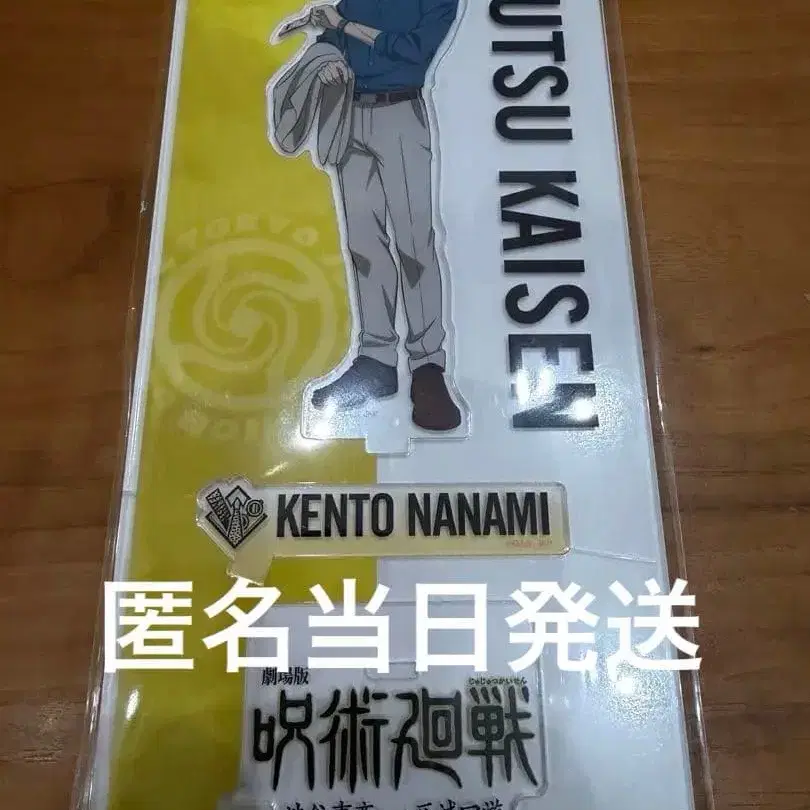 UTSU KAISEN
TOKYO J
KENTO NANAMI
匿名当日発送
劇場版
じゅじゅつかいせん
呪術廻戦